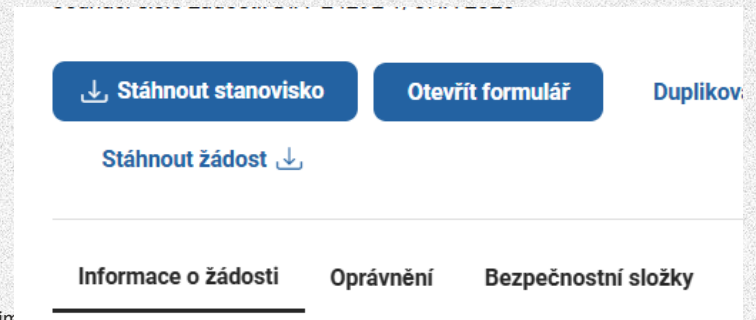 Stáhnout stanovisko Otevřít formulář
Stáhnout žádost
Informace o žádosti Oprávnění Bezpečnostní složky